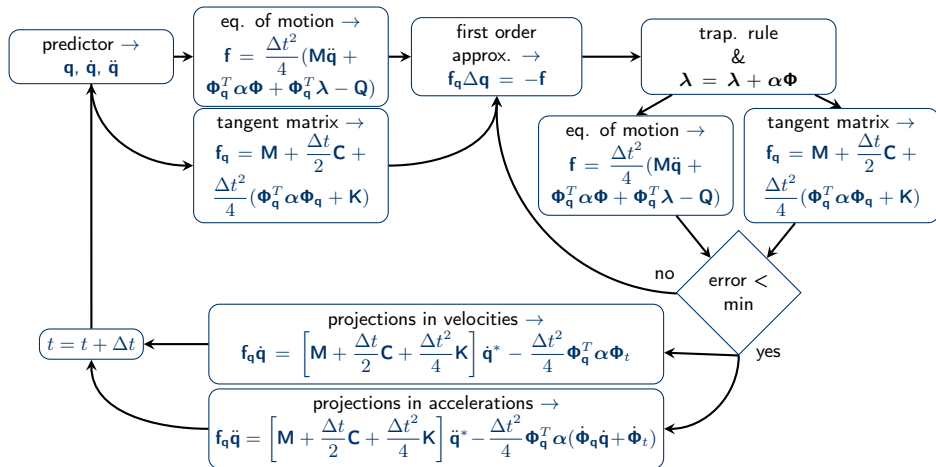 predictor →
q, q̇, q̈
eq. of motion →
f = Δt²/4 (Mq̈ +
Φ_q^T αΦ + Φ_q^T λ − Q)
tangent matrix →
f_q = M + Δt/2 C +
Δt²/4 (Φ_q^T αΦ_q + K)
first order
approx. →
f_q Δq = −f
trap. rule
&
λ = λ + αΦ
eq. of motion →
f = Δt²/4 (Mq̈ +
Φ_q^T αΦ + Φ_q^T λ − Q)
tangent matrix →
f_q = M + Δt/2 C +
Δt²/4 (Φ_q^T αΦ_q + K)
error <
min
no
yes
projections in velocities →
f_q q̇ = [M + Δt/2 C + Δt²/4 K] q̇* − Δt²/4 Φ_q^T αΦ_t
projections in accelerations →
f_q q̈ = [M + Δt/2 C + Δt²/4 K] q̈* − Δt²/4 Φ_q^T α(Φ̇_q q̇ + Φ̇_t)
t = t + Δt